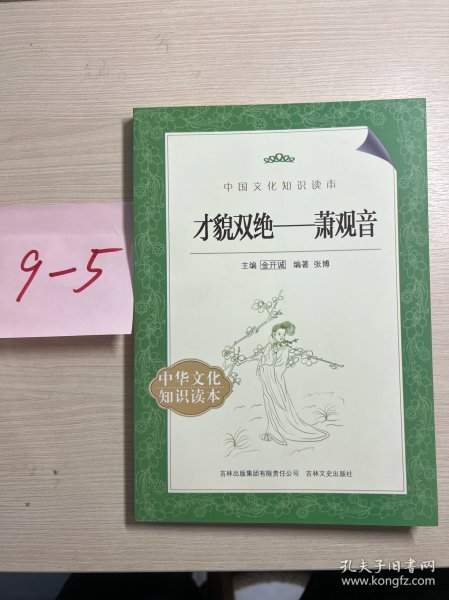 中国文化知识读本
才貌双绝——萧观音
主编 金开诚 编著 张博
9-5
中华文化
知识读本
吉林出版集团有限责任公司 吉林文史出版社
孔夫子旧书网
www.kongfz.com